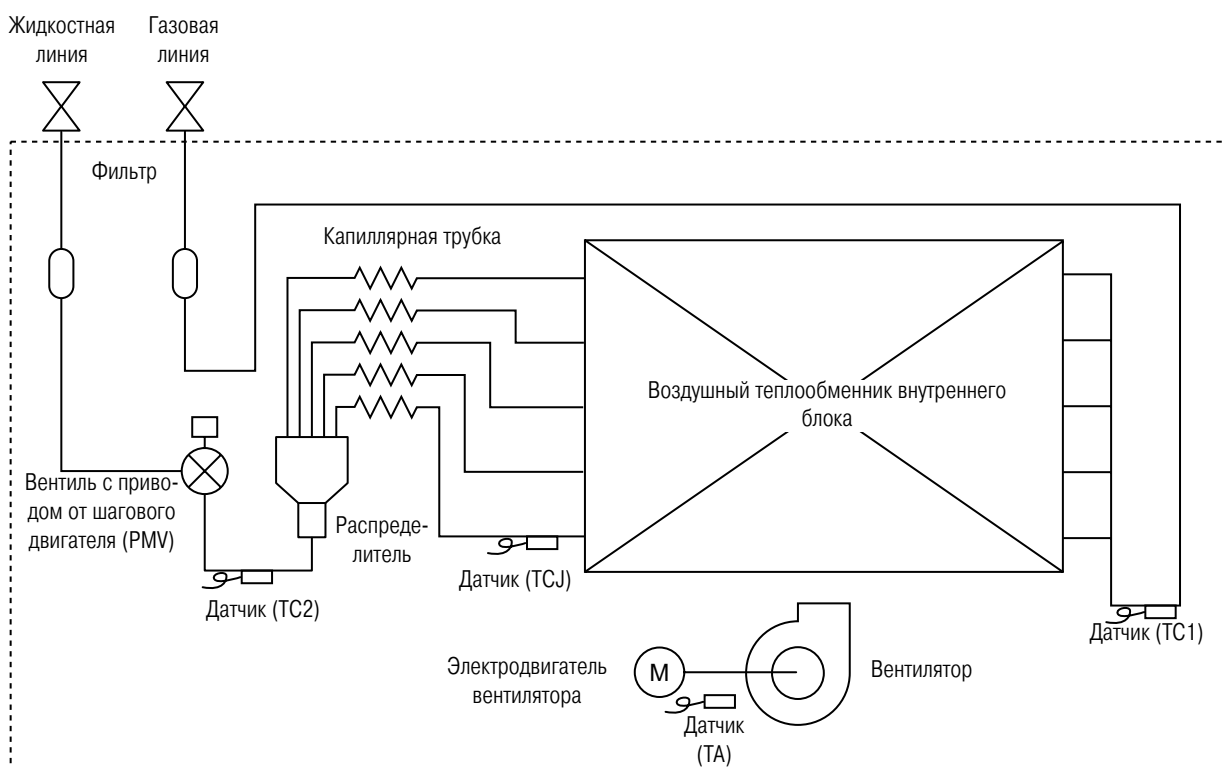 Жидкостная
линия
Газовая
линия
Фильтр
Капиллярная трубка
Воздушный теплообменник внутреннего
блока
Вентиль с приво-
дом от шагового
двигателя (PMV)
Распреде-
литель
Датчик (TCJ)
Датчик (TC2)
Датчик (TC1)
Электродвигатель
вентилятора
M
Вентилятор
Датчик
(TA)